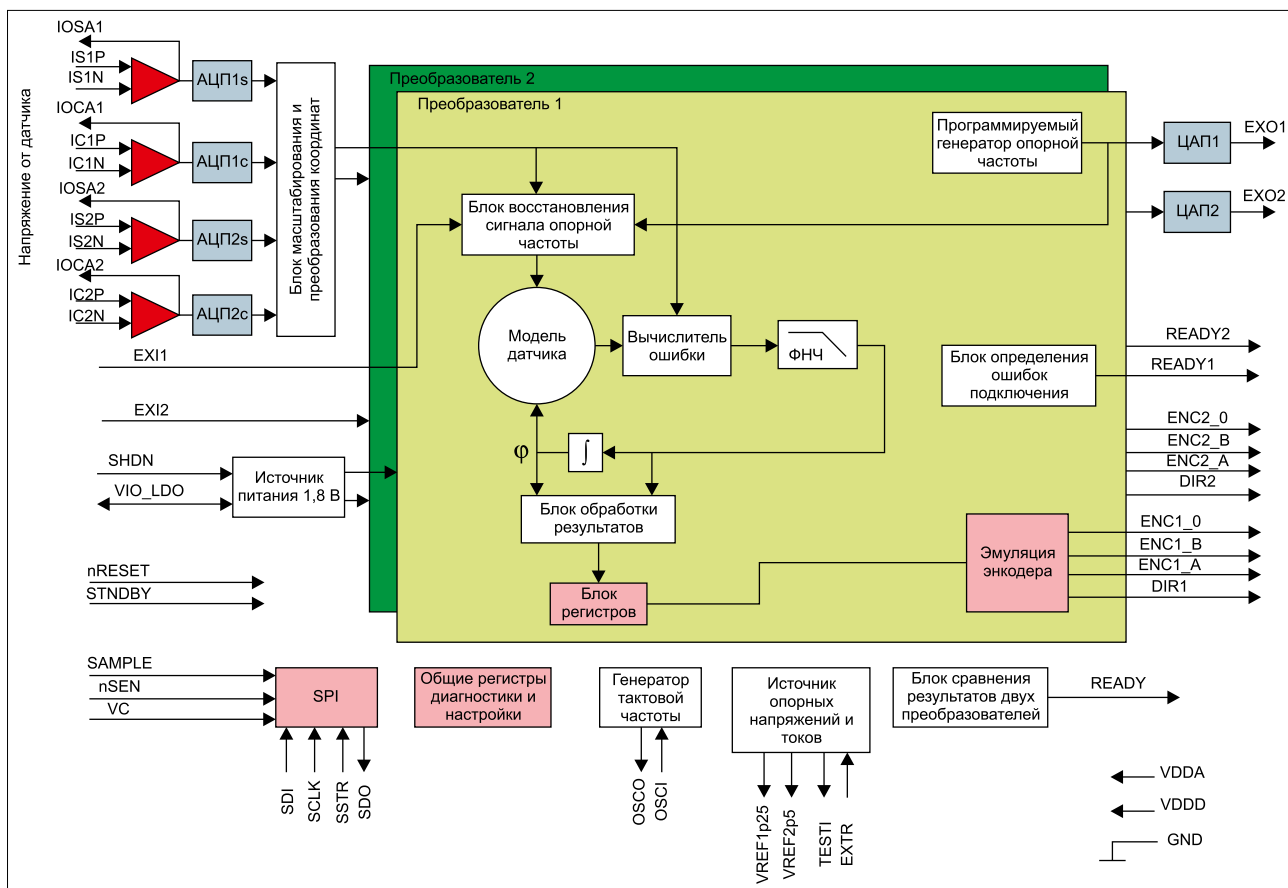 Напряжение от датчика
IOSA1
IS1P
IS1N
АЦП1s
IOCA1
IC1P
IC1N
АЦП1c
IOSA2
IS2P
IS2N
АЦП2s
IOCA2
IC2P
IC2N
АЦП2c
Блок масштабирования и
преобразования координат
EXI1
EXI2
SHDN
VIO_LDO
Источник
питания 1,8 В
nRESET
STNDBY
Преобразователь 2
Преобразователь 1
Программируемый
генератор опорной
частоты
ЦАП1
EXO1
ЦАП2
EXO2
Блок восстановления
сигнала опорной
частоты
Модель
датчика
Вычислитель
ошибки
ФНЧ
Блок определения
ошибок
подключения
READY2
READY1
φ
∫
Блок обработки
результатов
Блок
регистров
Эмуляция
энкодера
ENC2_0
ENC2_B
ENC2_A
DIR2
ENC1_0
ENC1_B
ENC1_A
DIR1
SAMPLE
nSEN
VC
SPI
SDI
SCLK
SSTR
SDO
Общие регистры
диагностики и
настройки
Генератор
тактовой
частоты
OSCO
OSCI
Источник
опорных
напряжений и
токов
VREF1p25
VREF2p5
TESTI
EXTR
Блок сравнения
результатов двух
преобразователей
READY
VDDA
VDDD
GND